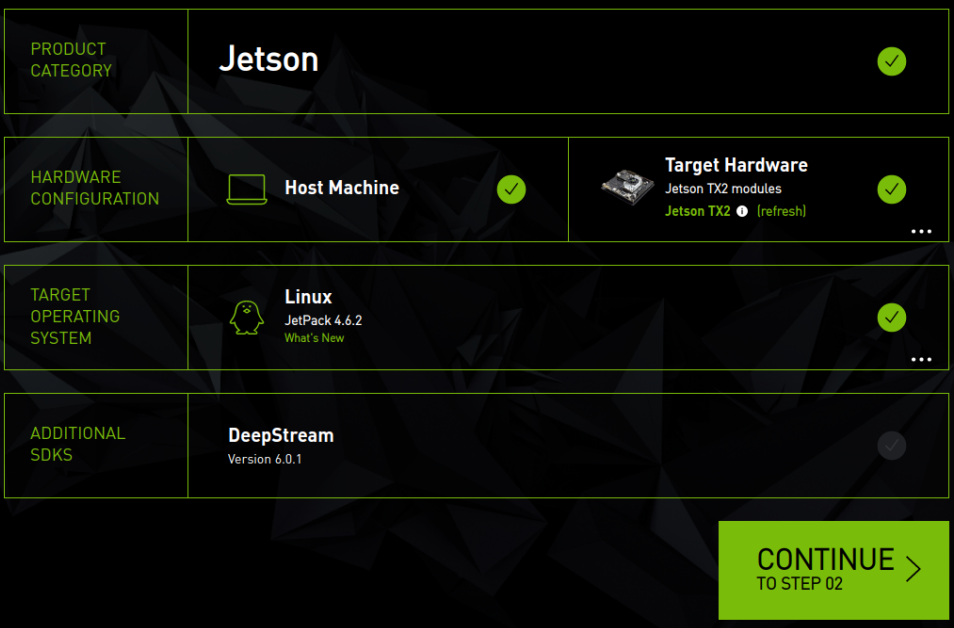 PRODUCT
CATEGORY
Jetson
HARDWARE
CONFIGURATION
Host Machine
Target Hardware
Jetson TX2 modules
Jetson TX2 i (refresh)
TARGET
OPERATING
SYSTEM
Linux
JetPack 4.6.2
What's New
ADDITIONAL
SDKS
DeepStream
Version 6.0.1
CONTINUE
TO STEP 02